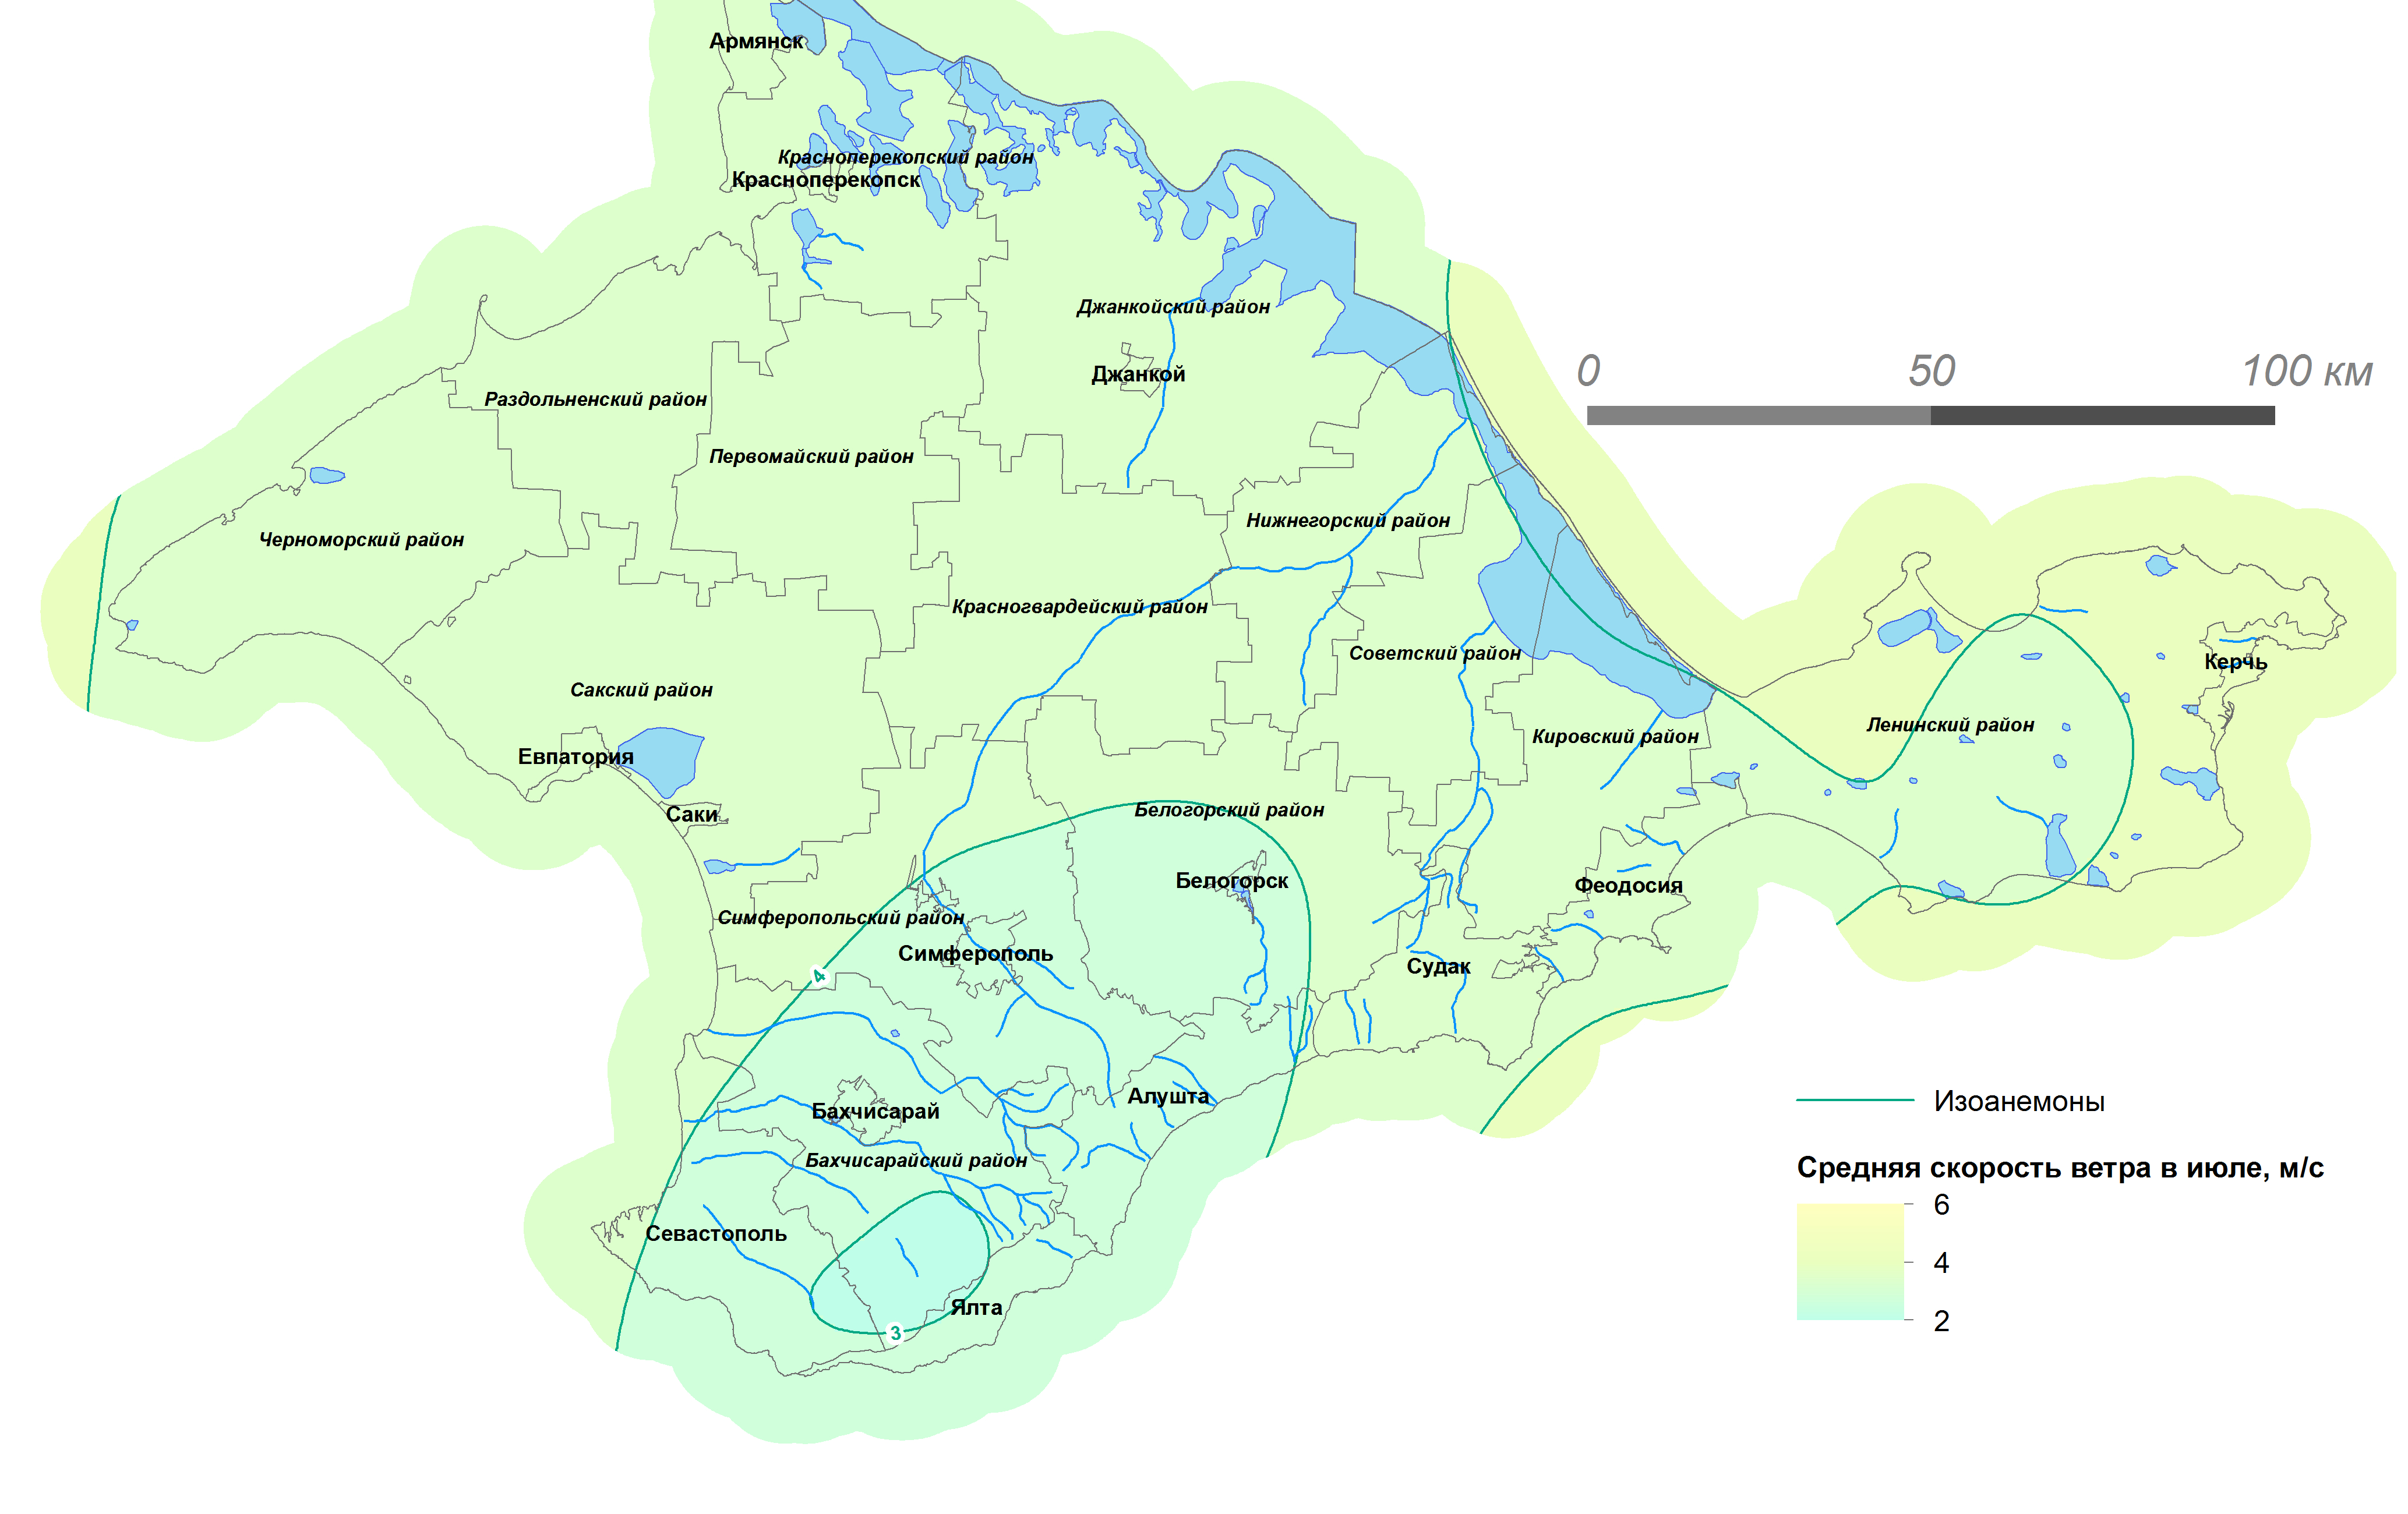 Армянск
Красноперекопский район
Красноперекопск
Джанкойский район
0
50
100 км
Джанкой
Раздольненский район
Первомайский район
Нижнегорский район
Черноморский район
Красногвардейский район
Советский район
Керчь
Сакский район
Ленинский район
Кировский район
Евпатория
Саки
Белогорский район
Белогорск
Феодосия
Симферопольский район
Симферополь
Судак
4
Алушта
Изоанемоны
Бахчисарай
Бахчисарайский район
Средняя скорость ветра в июле, м/с
6
Севастополь
4
Ялта
2
3